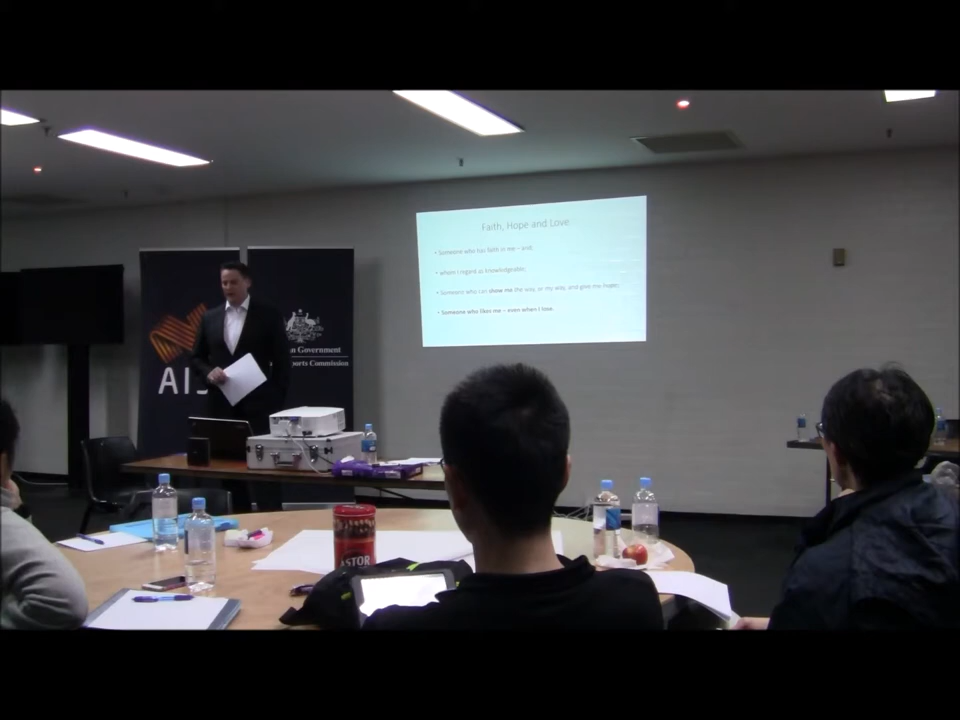 Faith, Hope and Love
• Someone who has faith in me – and
• whom I regard as knowledgeable;
• Someone who can show me the way, or my way, and give me hope;
• Someone who likes me – even when I lose.
AIS
n Government
orts Commission
ASTOR